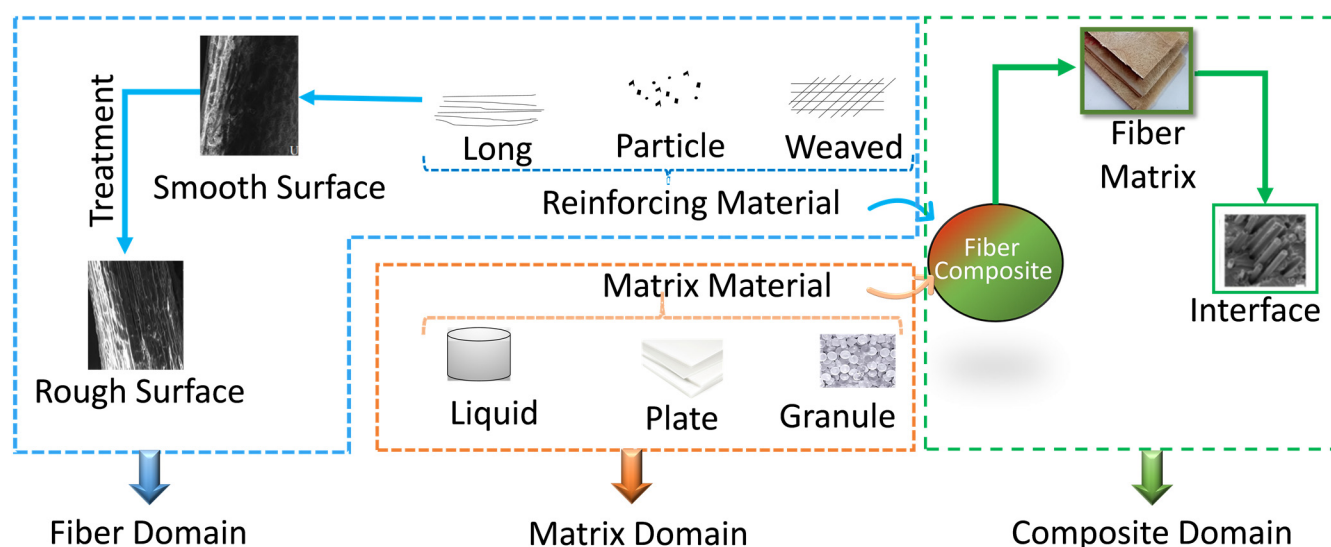 Treatment
Smooth Surface
Rough Surface
Long
Particle
Weaved
Reinforcing Material
Matrix Material
Liquid
Plate
Granule
Fiber
Composite
Fiber
Matrix
Interface
Fiber Domain
Matrix Domain
Composite Domain